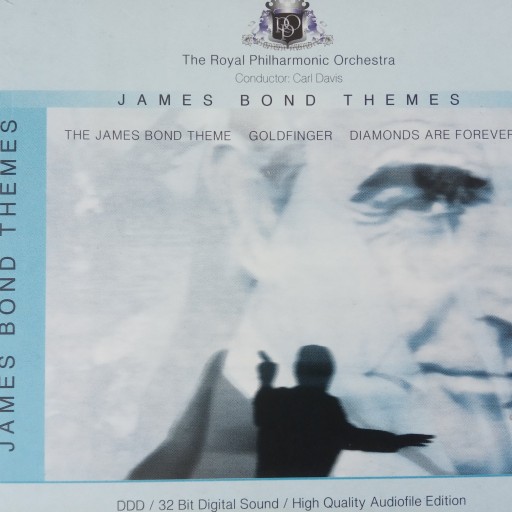 RPO
The Royal Philharmonic Orchestra
Conductor: Carl Davis
JAMES BOND THEMES
THE JAMES BOND THEME GOLDFINGER DIAMONDS ARE FOREVER
JAMES BOND THEMES
DDD / 32 Bit Digital Sound / High Quality Audiofile Edition